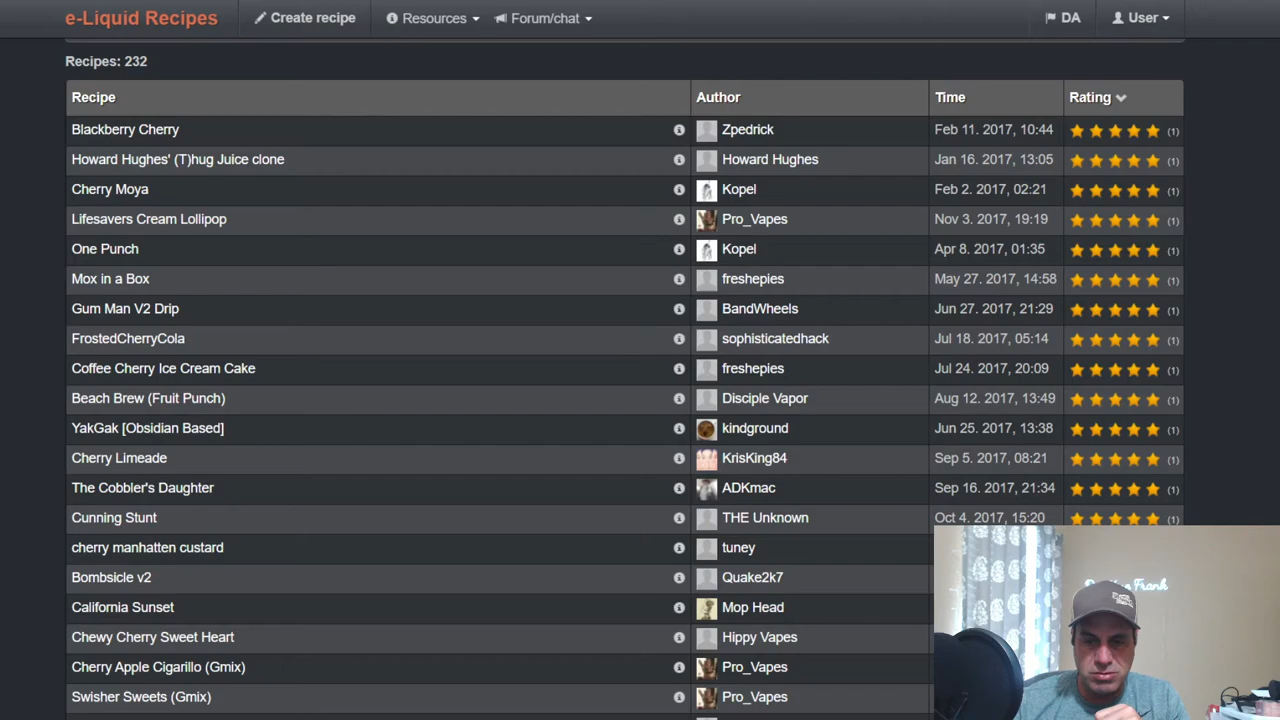 e-Liquid Recipes Create recipe Resources Forum/chat DA User
Recipes: 232
Recipe Author Time Rating
Blackberry Cherry Zpedrick Feb 11. 2017, 10:44 (1)
Howard Hughes' (T)hug Juice clone Howard Hughes Jan 16. 2017, 13:05 (1)
Cherry Moya Kopel Feb 2. 2017, 02:21 (1)
Lifesavers Cream Lollipop Pro_Vapes Nov 3. 2017, 19:19 (1)
One Punch Kopel Apr 8. 2017, 01:35 (1)
Mox in a Box freshepies May 27. 2017, 14:58 (1)
Gum Man V2 Drip BandWheels Jun 27. 2017, 21:29 (1)
FrostedCherryCola sophisticatedhack Jul 18. 2017, 05:14 (1)
Coffee Cherry Ice Cream Cake freshepies Jul 24. 2017, 20:09 (1)
Beach Brew (Fruit Punch) Disciple Vapor Aug 12. 2017, 13:49 (1)
YakGak [Obsidian Based] kindground Jun 25. 2017, 13:38 (1)
Cherry Limeade KrisKing84 Sep 5. 2017, 08:21 (1)
The Cobbler's Daughter ADKmac Sep 16. 2017, 21:34 (1)
Cunning Stunt THE Unknown Oct 4. 2017, 15:20 (1)
cherry manhatten custard tuney
Bombsicle v2 Quake2k7
California Sunset Mop Head
Chewy Cherry Sweet Heart Hippy Vapes
Cherry Apple Cigarillo (Gmix) Pro_Vapes
Swisher Sweets (Gmix) Pro_Vapes
Frank